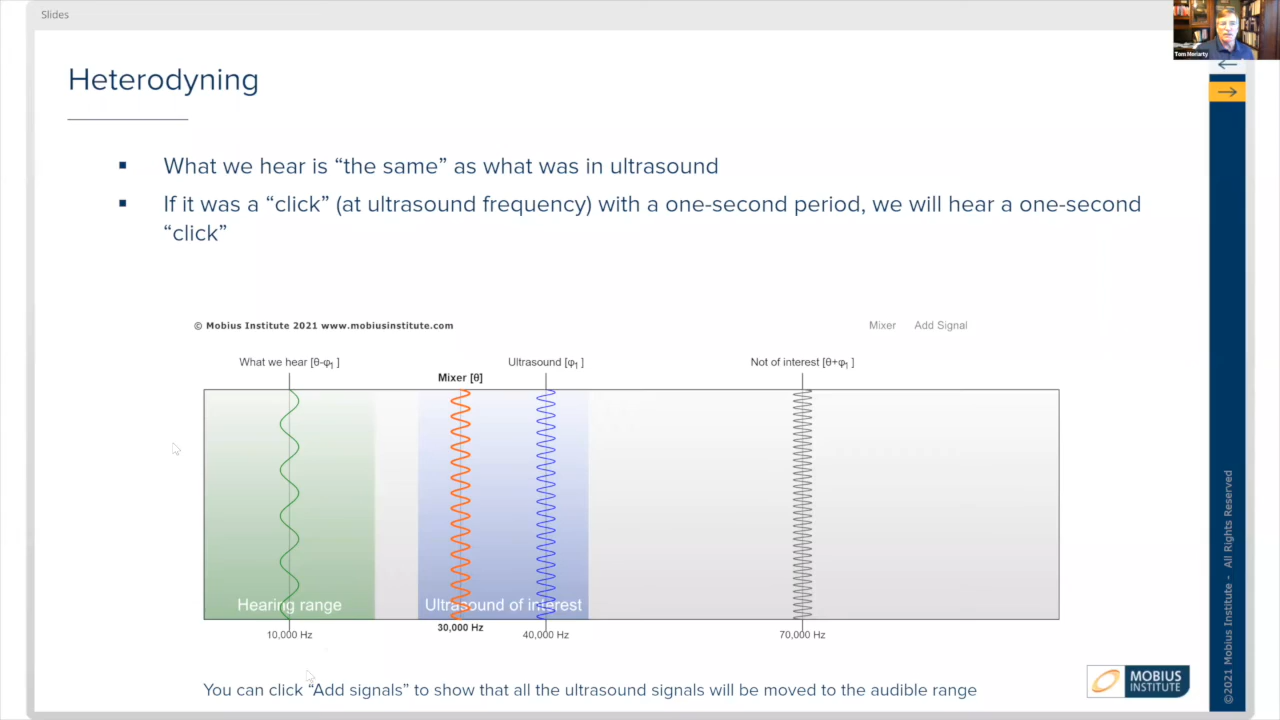 Slides
Tom Moriarty
Heterodyning
▪ What we hear is “the same” as what was in ultrasound
▪ If it was a “click” (at ultrasound frequency) with a one-second period, we will hear a one-second
“click”
© Mobius Institute 2021 www.mobiusinstitute.com
Mixer Add Signal
What we hear [θ-φ1 ]
Mixer [θ]
Ultrasound [φ1 ]
Not of interest [θ+φ1 ]
Hearing range
Ultrasound of interest
10,000 Hz
30,000 Hz
40,000 Hz
70,000 Hz
You can click “Add signals” to show that all the ultrasound signals will be moved to the audible range
MOBIUS
INSTITUTE
©2021 Mobius Institute - All Rights Reserved